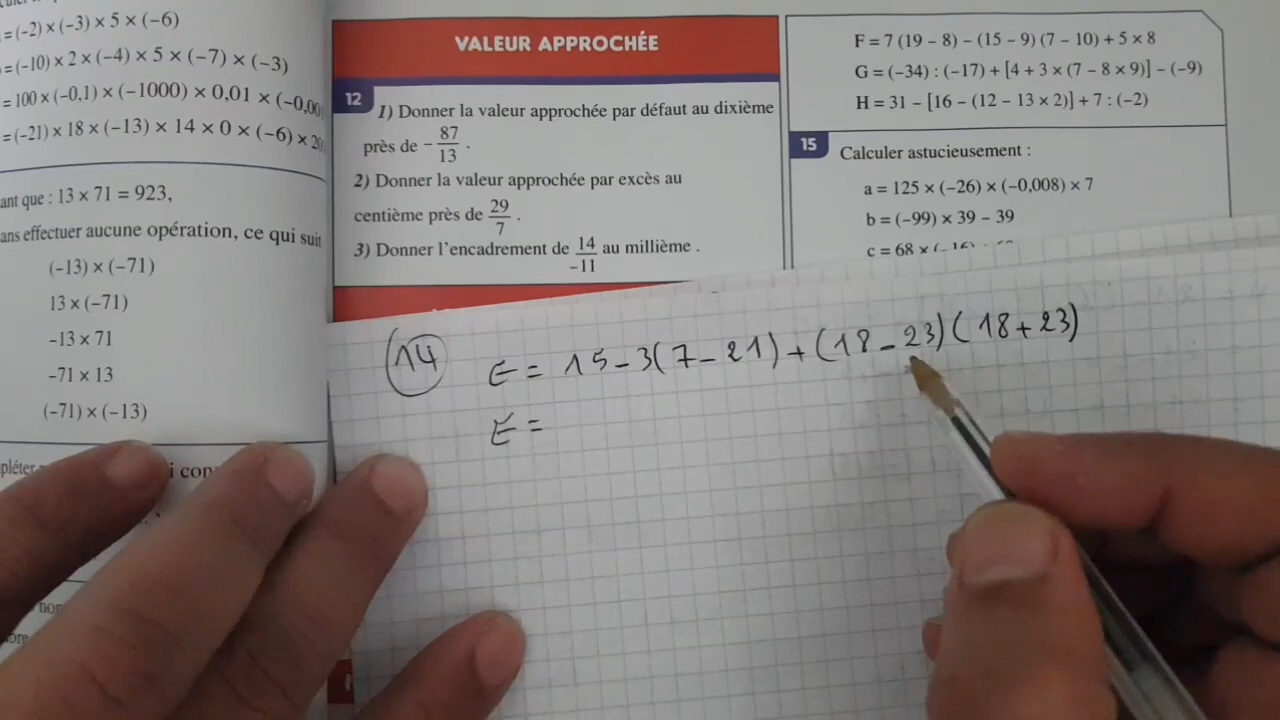 =(-2)×(-3)×5×(-6)
=(-10)×2×(-4)×5×(-7)×(-3)
=100×(-0,1)×(-1000)×0,01×(-0,00
=(-21)×18×(-13)×14×0×(-6)×20
ant que : 13 × 71 = 923,
ans effectuer aucune opération, ce qui suit
(-13)×(-71)
13×(-71)
-13×71
-71×13
(-71)×(-13)
pléter
VALEUR APPROCHÉE
12
1) Donner la valeur approchée par défaut au dixième
près de -87/13 .
2) Donner la valeur approchée par excès au
centième près de 29/7 .
3) Donner l'encadrement de 14/-11 au millième .
F = 7 (19 – 8) – (15 – 9) (7 – 10) + 5 × 8
G = (–34) : (–17) + [4 + 3 × (7 – 8 × 9)] – (–9)
H = 31 – [16 – (12 – 13 × 2)] + 7 : (–2)
15
Calculer astucieusement :
a = 125 × (–26) × (–0,008) × 7
b = (–99) × 39 – 39
c = 68 ×
14
E = 15 - 3(7 - 21) + (18 - 23)(18 + 23)
E =